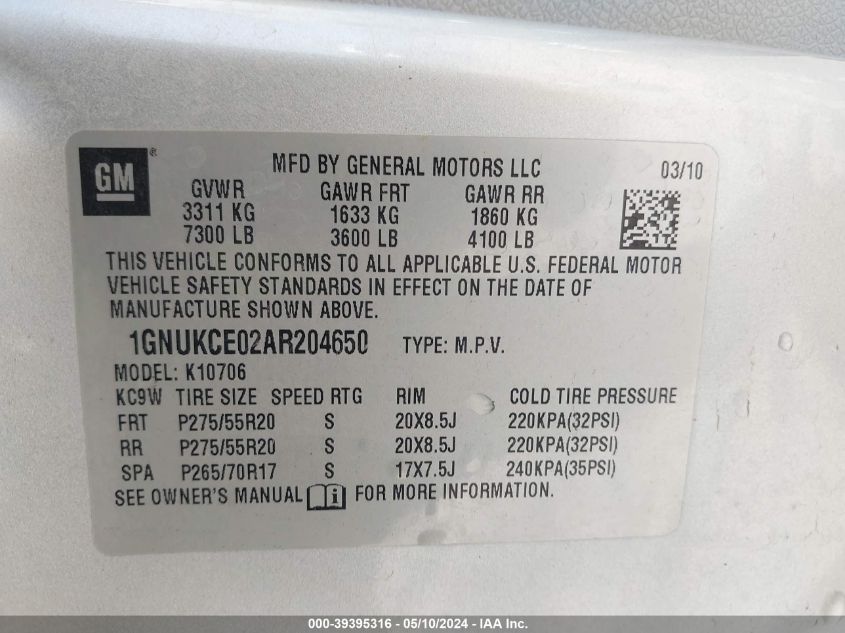 GM ® MFD BY GENERAL MOTORS LLC 03/10
GVWR GAWR FRT GAWR RR
3311 KG 1633 KG 1860 KG
7300 LB 3600 LB 4100 LB
THIS VEHICLE CONFORMS TO ALL APPLICABLE U.S. FEDERAL MOTOR
VEHICLE SAFETY STANDARDS IN EFFECT ON THE DATE OF
MANUFACTURE SHOWN ABOVE.
1GNUKCE02AR204650 TYPE: M.P.V.
MODEL: K10706
KC9W TIRE SIZE SPEED RTG RIM COLD TIRE PRESSURE
FRT P275/55R20 S 20X8.5J 220KPA(32PSI)
RR P275/55R20 S 20X8.5J 220KPA(32PSI)
SPA P265/70R17 S 17X7.5J 240KPA(35PSI)
SEE OWNER'S MANUAL i FOR MORE INFORMATION.
000-39395316 - 05/10/2024 - IAA Inc.